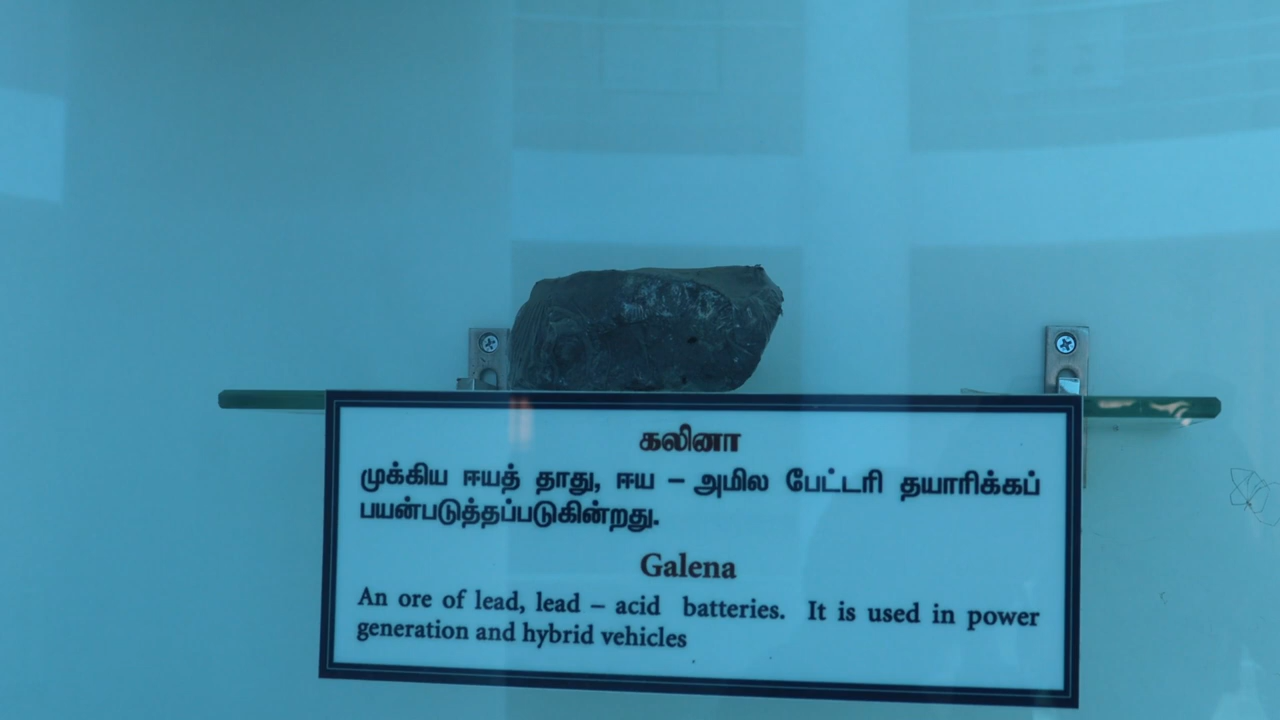 கலினா
முக்கிய ஈயத் தாது, ஈய – அமில பேட்டரி தயாரிக்கப்
பயன்படுத்தப்படுகின்றது.
Galena
An ore of lead, lead – acid batteries. It is used in power
generation and hybrid vehicles